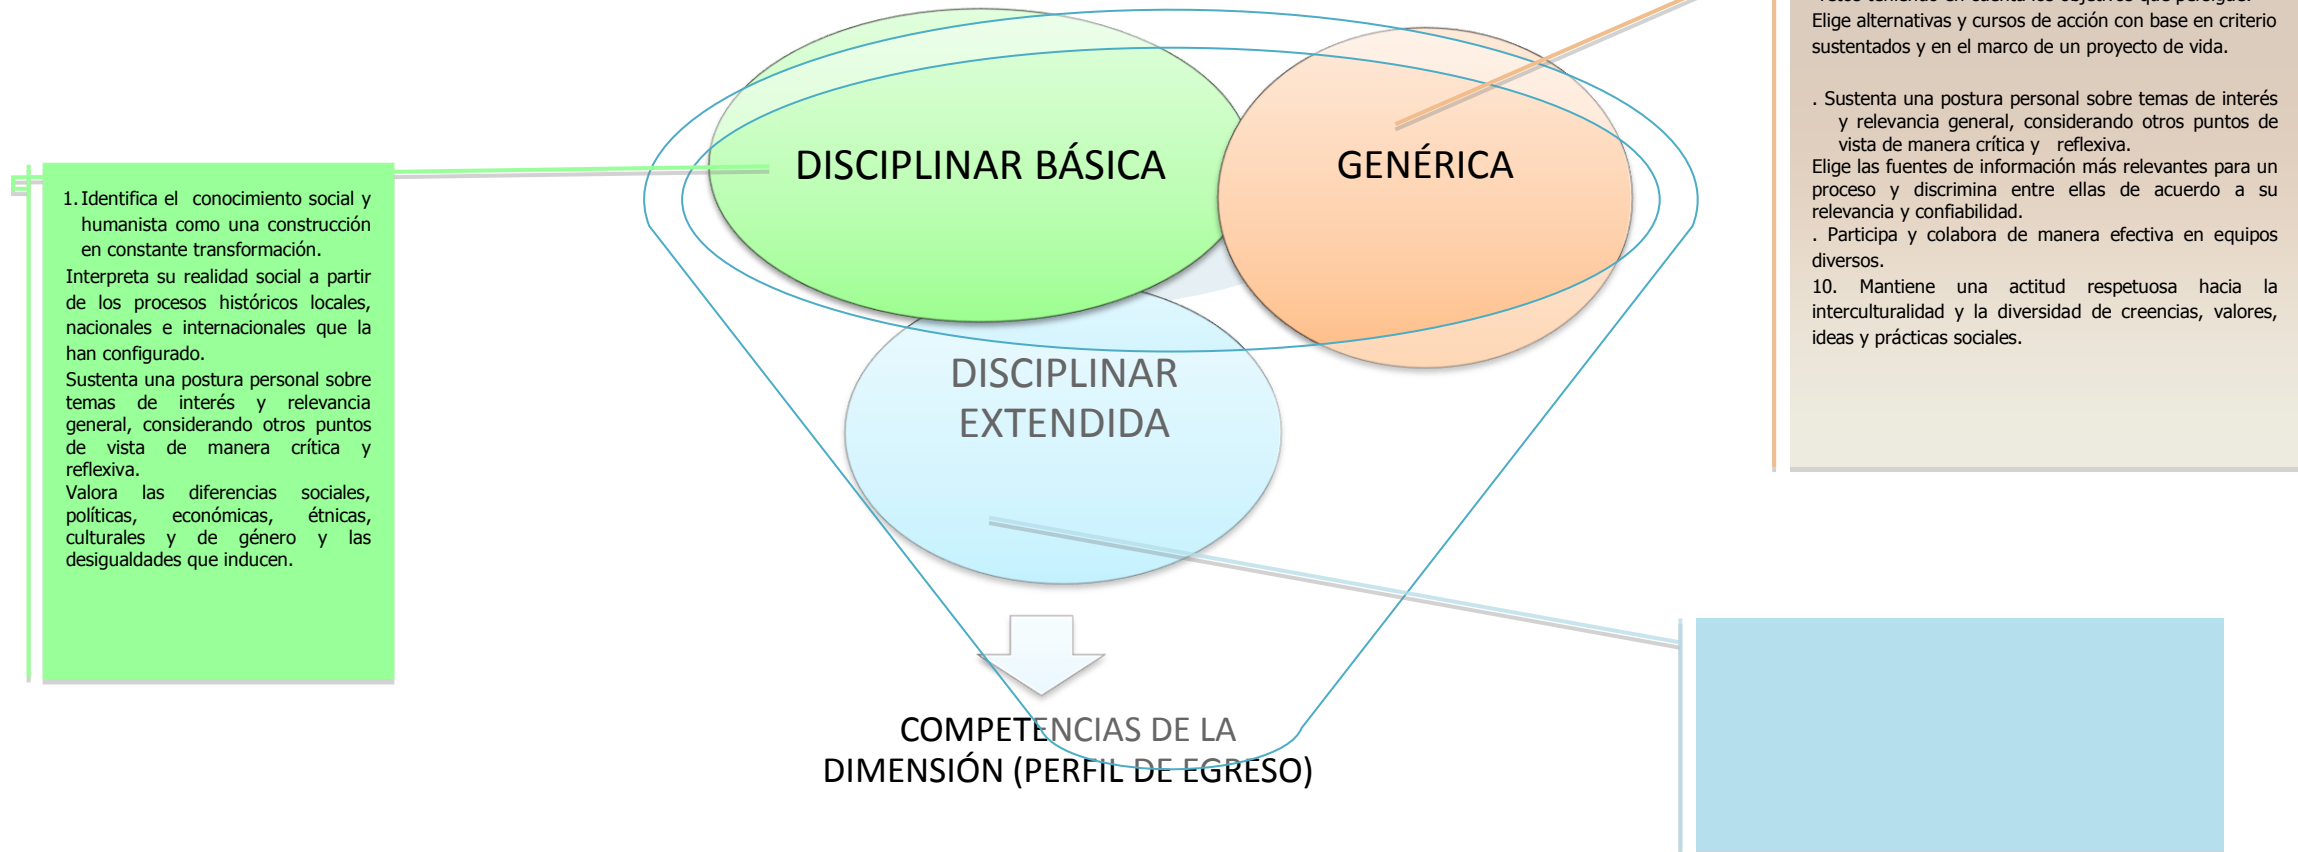 DISCIPLINAR BÁSICA
GENÉRICA
DISCIPLINAR
EXTENDIDA
COMPETENCIAS DE LA
DIMENSIÓN (PERFIL DE EGRESO)
1. Identifica el conocimiento social y
humanista como una construcción
en constante transformación.
Interpreta su realidad social a partir
de los procesos históricos locales,
nacionales e internacionales que la
han configurado.
Sustenta una postura personal sobre
temas de interés y relevancia
general, considerando otros puntos
de vista de manera crítica y
reflexiva.
Valora las diferencias sociales,
políticas, económicas, étnicas,
culturales y de género y las
desigualdades que inducen.
Elige alternativas y cursos de acción con base en criterio
sustentados y en el marco de un proyecto de vida.
. Sustenta una postura personal sobre temas de interés
y relevancia general, considerando otros puntos de
vista de manera crítica y reflexiva.
Elige las fuentes de información más relevantes para un
proceso y discrimina entre ellas de acuerdo a su
relevancia y confiabilidad.
. Participa y colabora de manera efectiva en equipos
diversos.
10. Mantiene una actitud respetuosa hacia la
interculturalidad y la diversidad de creencias, valores,
ideas y prácticas sociales.